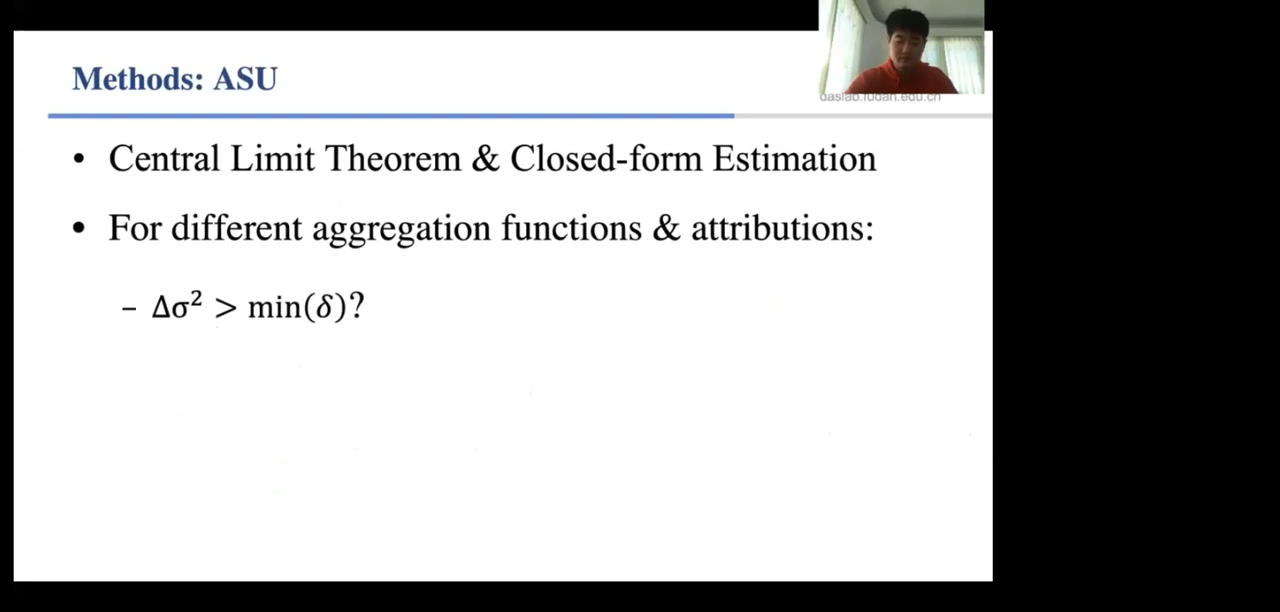 Methods: ASU
daslab.fudan.edu.cn
• Central Limit Theorem & Closed-form Estimation
• For different aggregation functions & attributions:
– Δσ² > min(δ)?